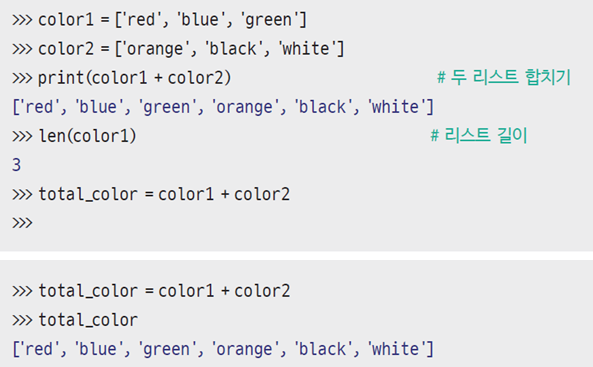 >>> color1 = ['red', 'blue', 'green']
>>> color2 = ['orange', 'black', 'white']
>>> print(color1 + color2) # 두 리스트 합치기
['red', 'blue', 'green', 'orange', 'black', 'white']
>>> len(color1) # 리스트 길이
3
>>> total_color = color1 + color2
>>>
>>> total_color = color1 + color2
>>> total_color
['red', 'blue', 'green', 'orange', 'black', 'white']